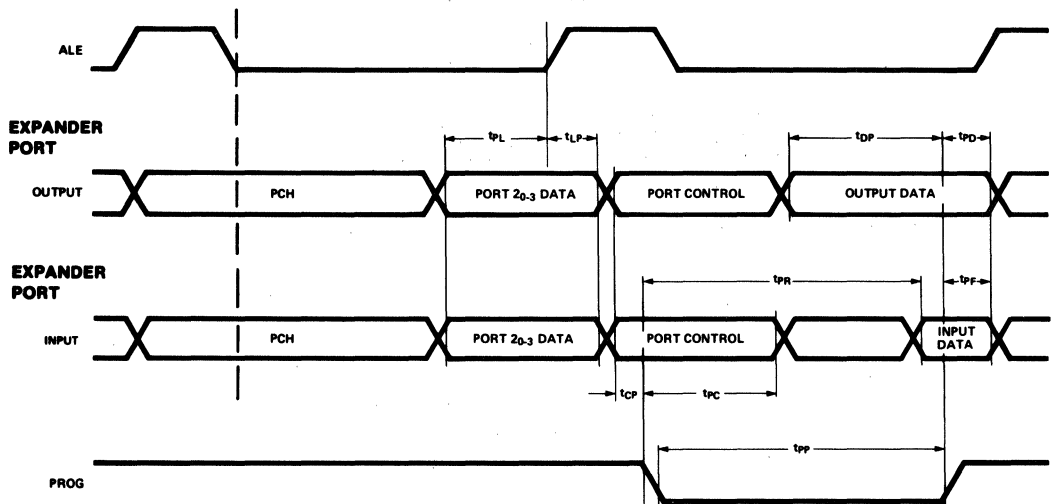 ALE
EXPANDER
PORT
tPL
tLP
tDP
tPD
OUTPUT
PCH
PORT 20-3 DATA
PORT CONTROL
OUTPUT DATA
EXPANDER
PORT
tPR
tPF
INPUT
PCH
PORT 20-3 DATA
PORT CONTROL
INPUT
DATA
tCP
tPC
tPP
PROG